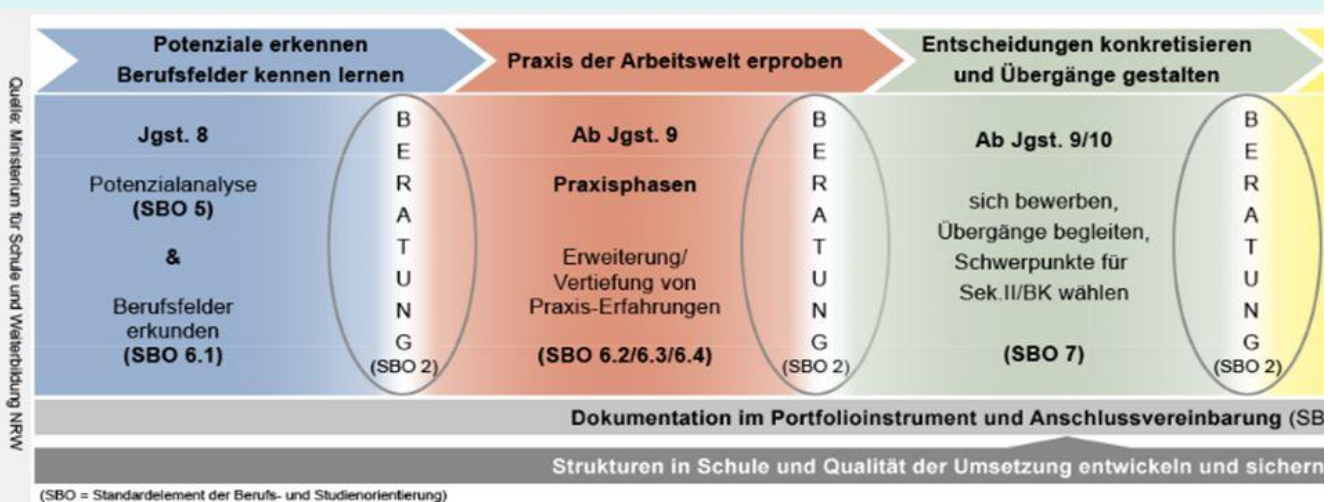 Quelle: Ministerium für Schule und Weiterbildung NRW
Potenziale erkennen
Berufsfelder kennen lernen
Praxis der Arbeitswelt erproben
Entscheidungen konkretisieren
und Übergänge gestalten
Jgst. 8
Potenzialanalyse
(SBO 5)
&
Berufsfelder
erkunden
(SBO 6.1)
BERATUNG
(SBO 2)
Ab Jgst. 9
Praxisphasen
Erweiterung/
Vertiefung von
Praxis-Erfahrungen
(SBO 6.2/6.3/6.4)
BERATUNG
(SBO 2)
Ab Jgst. 9/10
sich bewerben,
Übergänge begleiten,
Schwerpunkte für
Sek.II/BK wählen
(SBO 7)
BERATUNG
(SBO 2)
Dokumentation im Portfolioinstrument und Anschlussvereinbarung (SB
Strukturen in Schule und Qualität der Umsetzung entwickeln und sichern
(SBO = Standardelement der Berufs- und Studienorientierung)